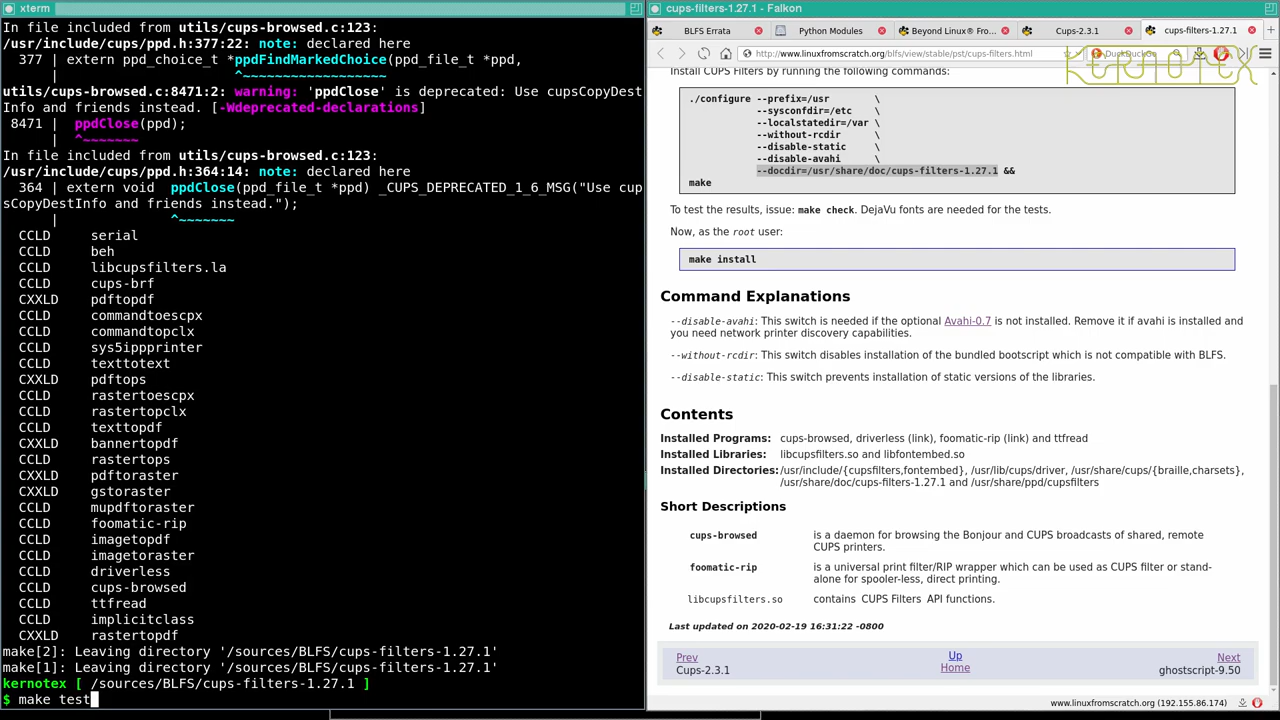 xterm
In file included from utils/cups-browsed.c:123:
/usr/include/cups/ppd.h:377:22: note: declared here
377 | extern ppd_choice_t *ppdFindMarkedChoice(ppd_file_t *ppd,
| ^~~~~~~~~~~~~~~~~~~
utils/cups-browsed.c:8471:2: warning: 'ppdClose' is deprecated: Use cupsCopyDest
Info and friends instead. [-Wdeprecated-declarations]
8471 | ppdClose(ppd);
| ^~~~~~~~
In file included from utils/cups-browsed.c:123:
/usr/include/cups/ppd.h:364:14: note: declared here
364 | extern void ppdClose(ppd_file_t *ppd) _CUPS_DEPRECATED_1_6_MSG("Use cup
sCopyDestInfo and friends instead.");
| ^~~~~~~~
CCLD serial
CCLD beh
CCLD libcupsfilters.la
CCLD cups-brf
CXXLD pdftopdf
CCLD commandtoescpx
CCLD commandtopclx
CCLD sys5ippprinter
CCLD texttotext
CXXLD pdftops
CCLD rastertoescpx
CCLD rastertopclx
CCLD texttopdf
CXXLD bannertopdf
CCLD rastertops
CXXLD pdftoraster
CXXLD gstoraster
CCLD mupdftoraster
CCLD foomatic-rip
CCLD imagetopdf
CCLD imagetoraster
CCLD driverless
CCLD cups-browsed
CCLD ttfread
CCLD implicitclass
CXXLD rastertopdf
make[2]: Leaving directory '/sources/BLFS/cups-filters-1.27.1'
make[1]: Leaving directory '/sources/BLFS/cups-filters-1.27.1'
kernotex [ /sources/BLFS/cups-filters-1.27.1 ]
$ make test
cups-filters-1.27.1 - Falkon
BLFS Errata
Python Modules
Beyond Linux® Fro...
Cups-2.3.1
cups-filters-1.27.1
http://www.linuxfromscratch.org/blfs/view/stable/pst/cups-filters.html
DuckDuckGo
KERNOTEX
Install CUPS Filters by running the following commands:
./configure --prefix=/usr \
--sysconfdir=/etc \
--localstatedir=/var \
--without-rcdir \
--disable-static \
--disable-avahi \
--docdir=/usr/share/doc/cups-filters-1.27.1 &&
make
To test the results, issue: make check. DejaVu fonts are needed for the tests.
Now, as the root user:
make install
Command Explanations
--disable-avahi: This switch is needed if the optional Avahi-0.7 is not installed. Remove it if avahi is installed and
you need network printer discovery capabilities.
--without-rcdir: This switch disables installation of the bundled bootscript which is not compatible with BLFS.
--disable-static: This switch prevents installation of static versions of the libraries.
Contents
Installed Programs: cups-browsed, driverless (link), foomatic-rip (link) and ttfread
Installed Libraries: libcupsfilters.so and libfontembed.so
Installed Directories: /usr/include/{cupsfilters,fontembed}, /usr/lib/cups/driver, /usr/share/cups/{braille,charsets},
/usr/share/doc/cups-filters-1.27.1 and /usr/share/ppd/cupsfilters
Short Descriptions
cups-browsed is a daemon for browsing the Bonjour and CUPS broadcasts of shared, remote
CUPS printers.
foomatic-rip is a universal print filter/RIP wrapper which can be used as CUPS filter or stand-
alone for spooler-less, direct printing.
libcupsfilters.so contains CUPS Filters API functions.
Last updated on 2020-02-19 16:31:22 -0800
Prev Up Next
Cups-2.3.1 Home ghostscript-9.50
www.linuxfromscratch.org (192.155.86.174)